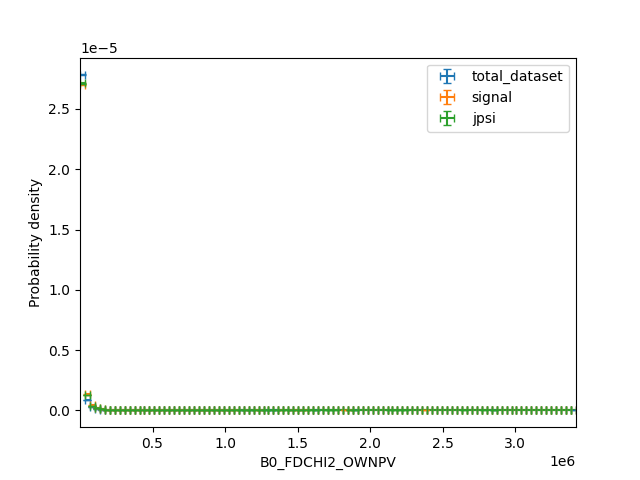 1e−5
2.5
2.0
1.5
1.0
0.5
0.0
Probability density
total_dataset
signal
jpsi
0.5
1.0
1.5
2.0
2.5
3.0
1e6
B0_FDCHI2_OWNPV